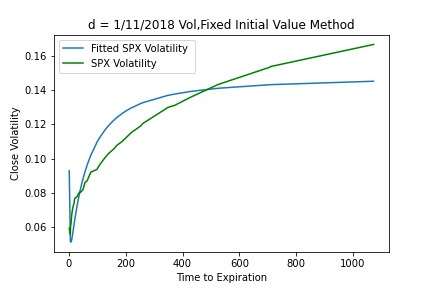 d = 1/11/2018 Vol,Fixed Initial Value Method
Fitted SPX Volatility
SPX Volatility
Close Volatility
0.16
0.14
0.12
0.10
0.08
0.06
0
200
400
600
800
1000
Time to Expiration